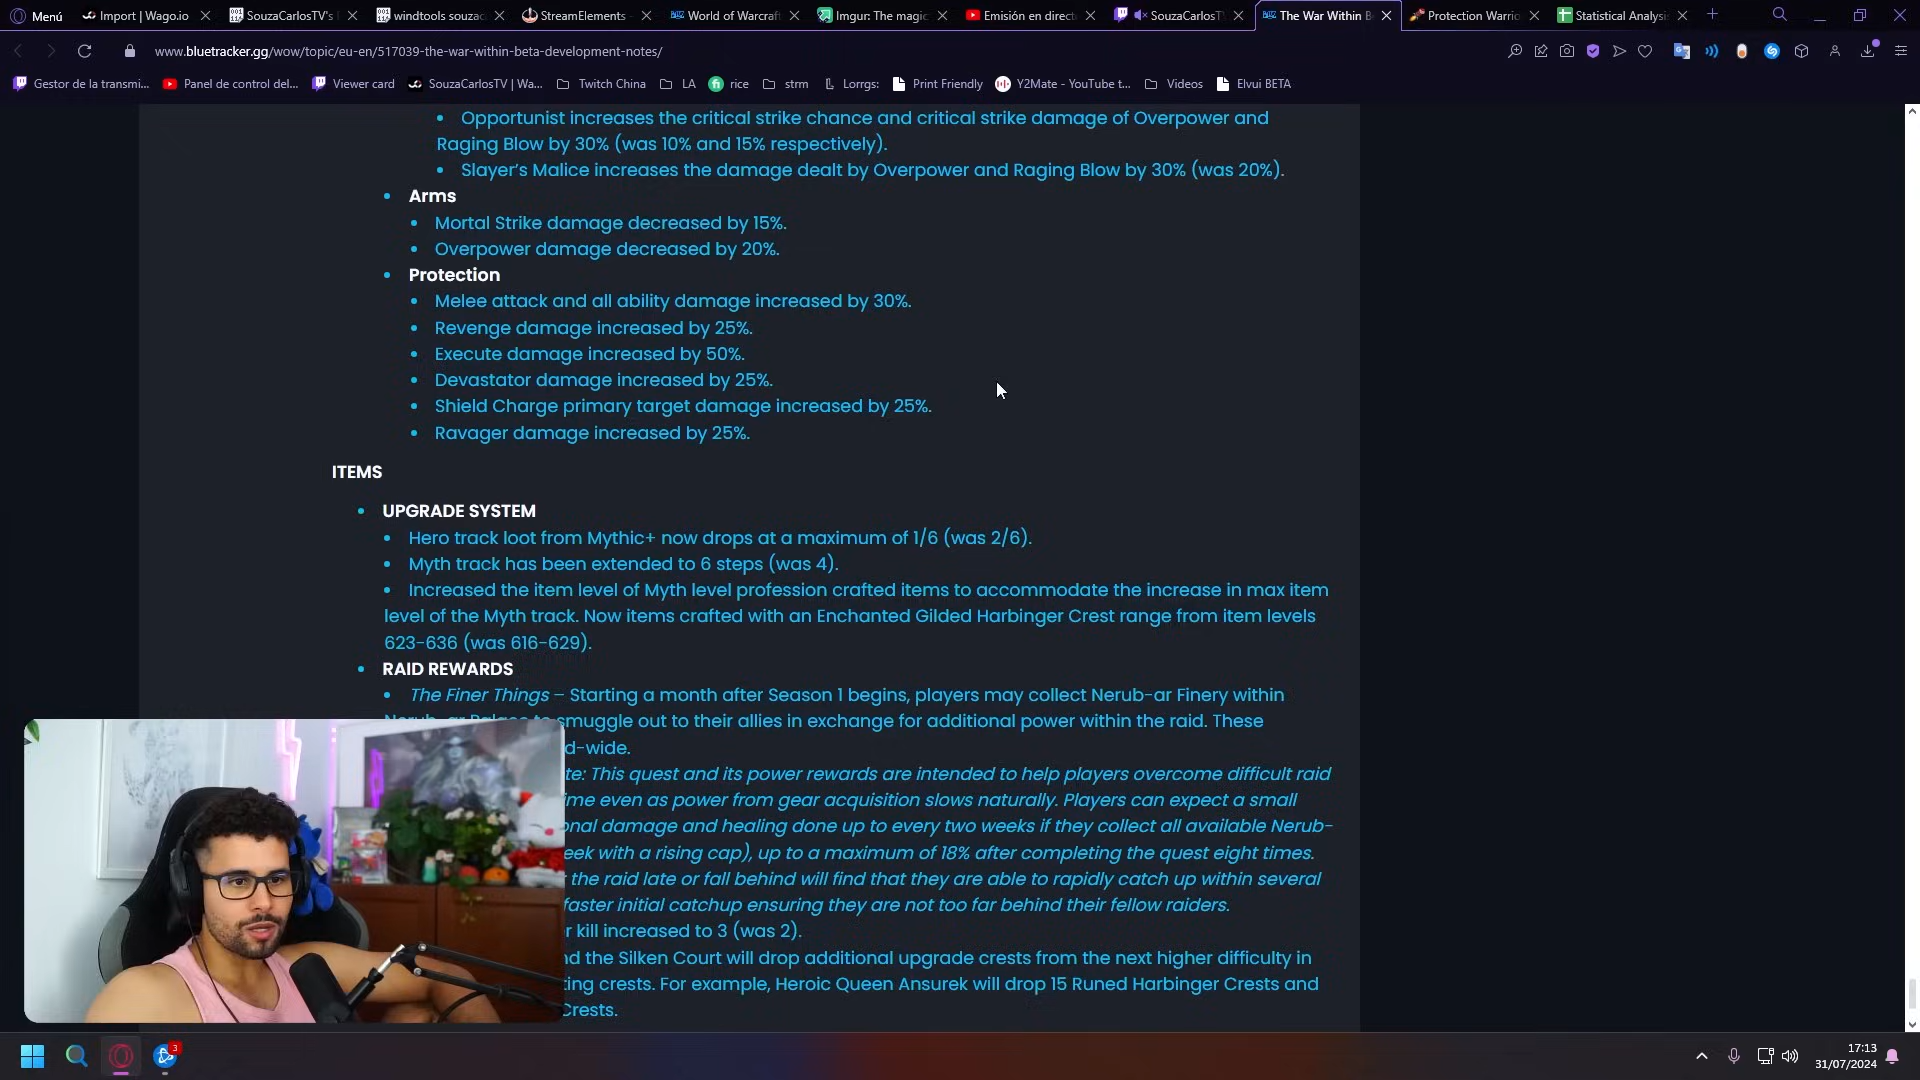 Menú
Import | Wago.io
SouzaCarlosTV's
windtools souzac
StreamElements
World of Warcraft
Imgur: The magic
Emisión en direct
SouzaCarlosT
The War Within B
Protection Warrio
Statistical Analysi
www.bluetracker.gg/wow/topic/eu-en/517039-the-war-within-beta-development-notes/
Gestor de la transmi...
Panel de control del...
Viewer card
SouzaCarlosTV | Wa...
Twitch China
LA
rice
strm
Lorrgs:
Print Friendly
Y2Mate - YouTube t...
Videos
Elvui BETA
Opportunist increases the critical strike chance and critical strike damage of Overpower and
Raging Blow by 30% (was 10% and 15% respectively).
Slayer's Malice increases the damage dealt by Overpower and Raging Blow by 30% (was 20%).
Arms
Mortal Strike damage decreased by 15%.
Overpower damage decreased by 20%.
Protection
Melee attack and all ability damage increased by 30%.
Revenge damage increased by 25%.
Execute damage increased by 50%.
Devastator damage increased by 25%.
Shield Charge primary target damage increased by 25%.
Ravager damage increased by 25%.
ITEMS
UPGRADE SYSTEM
Hero track loot from Mythic+ now drops at a maximum of 1/6 (was 2/6).
Myth track has been extended to 6 steps (was 4).
Increased the item level of Myth level profession crafted items to accommodate the increase in max item
level of the Myth track. Now items crafted with an Enchanted Gilded Harbinger Crest range from item levels
623-636 (was 616-629).
RAID REWARDS
The Finer Things – Starting a month after Season 1 begins, players may collect Nerub-ar Finery within
smuggle out to their allies in exchange for additional power within the raid. These
d-wide.
te: This quest and its power rewards are intended to help players overcome difficult raid
ime even as power from gear acquisition slows naturally. Players can expect a small
onal damage and healing done up to every two weeks if they collect all available Nerub-
eek with a rising cap), up to a maximum of 18% after completing the quest eight times.
the raid late or fall behind will find that they are able to rapidly catch up within several
faster initial catchup ensuring they are not too far behind their fellow raiders.
r kill increased to 3 (was 2).
nd the Silken Court will drop additional upgrade crests from the next higher difficulty in
ting crests. For example, Heroic Queen Ansurek will drop 15 Runed Harbinger Crests and
Crests.
3
17:13
31/07/2024